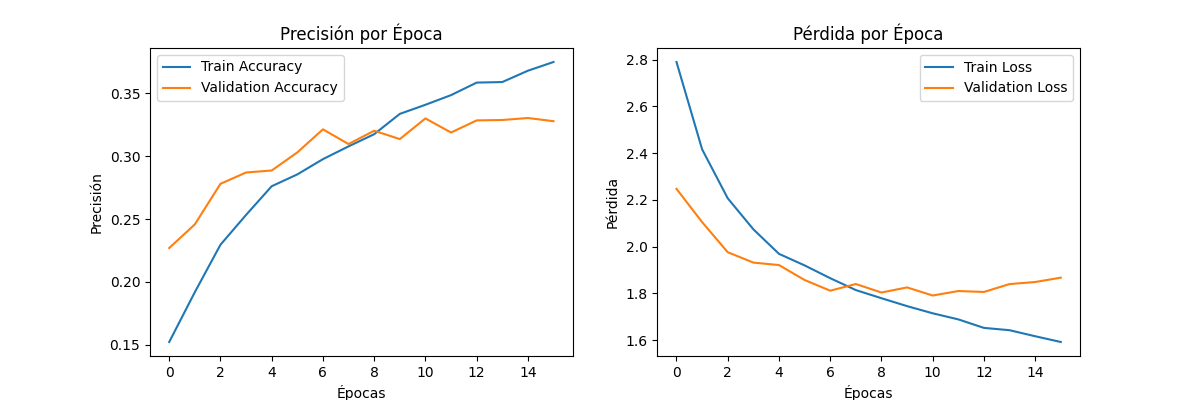 Precisión por Época
Train Accuracy
Validation Accuracy
0.35
0.30
0.25
0.20
0.15
Precisión
0 2 4 6 8 10 12 14
Épocas
Pérdida por Época
Train Loss
Validation Loss
2.8
2.6
2.4
2.2
2.0
1.8
1.6
Pérdida
0 2 4 6 8 10 12 14
Épocas